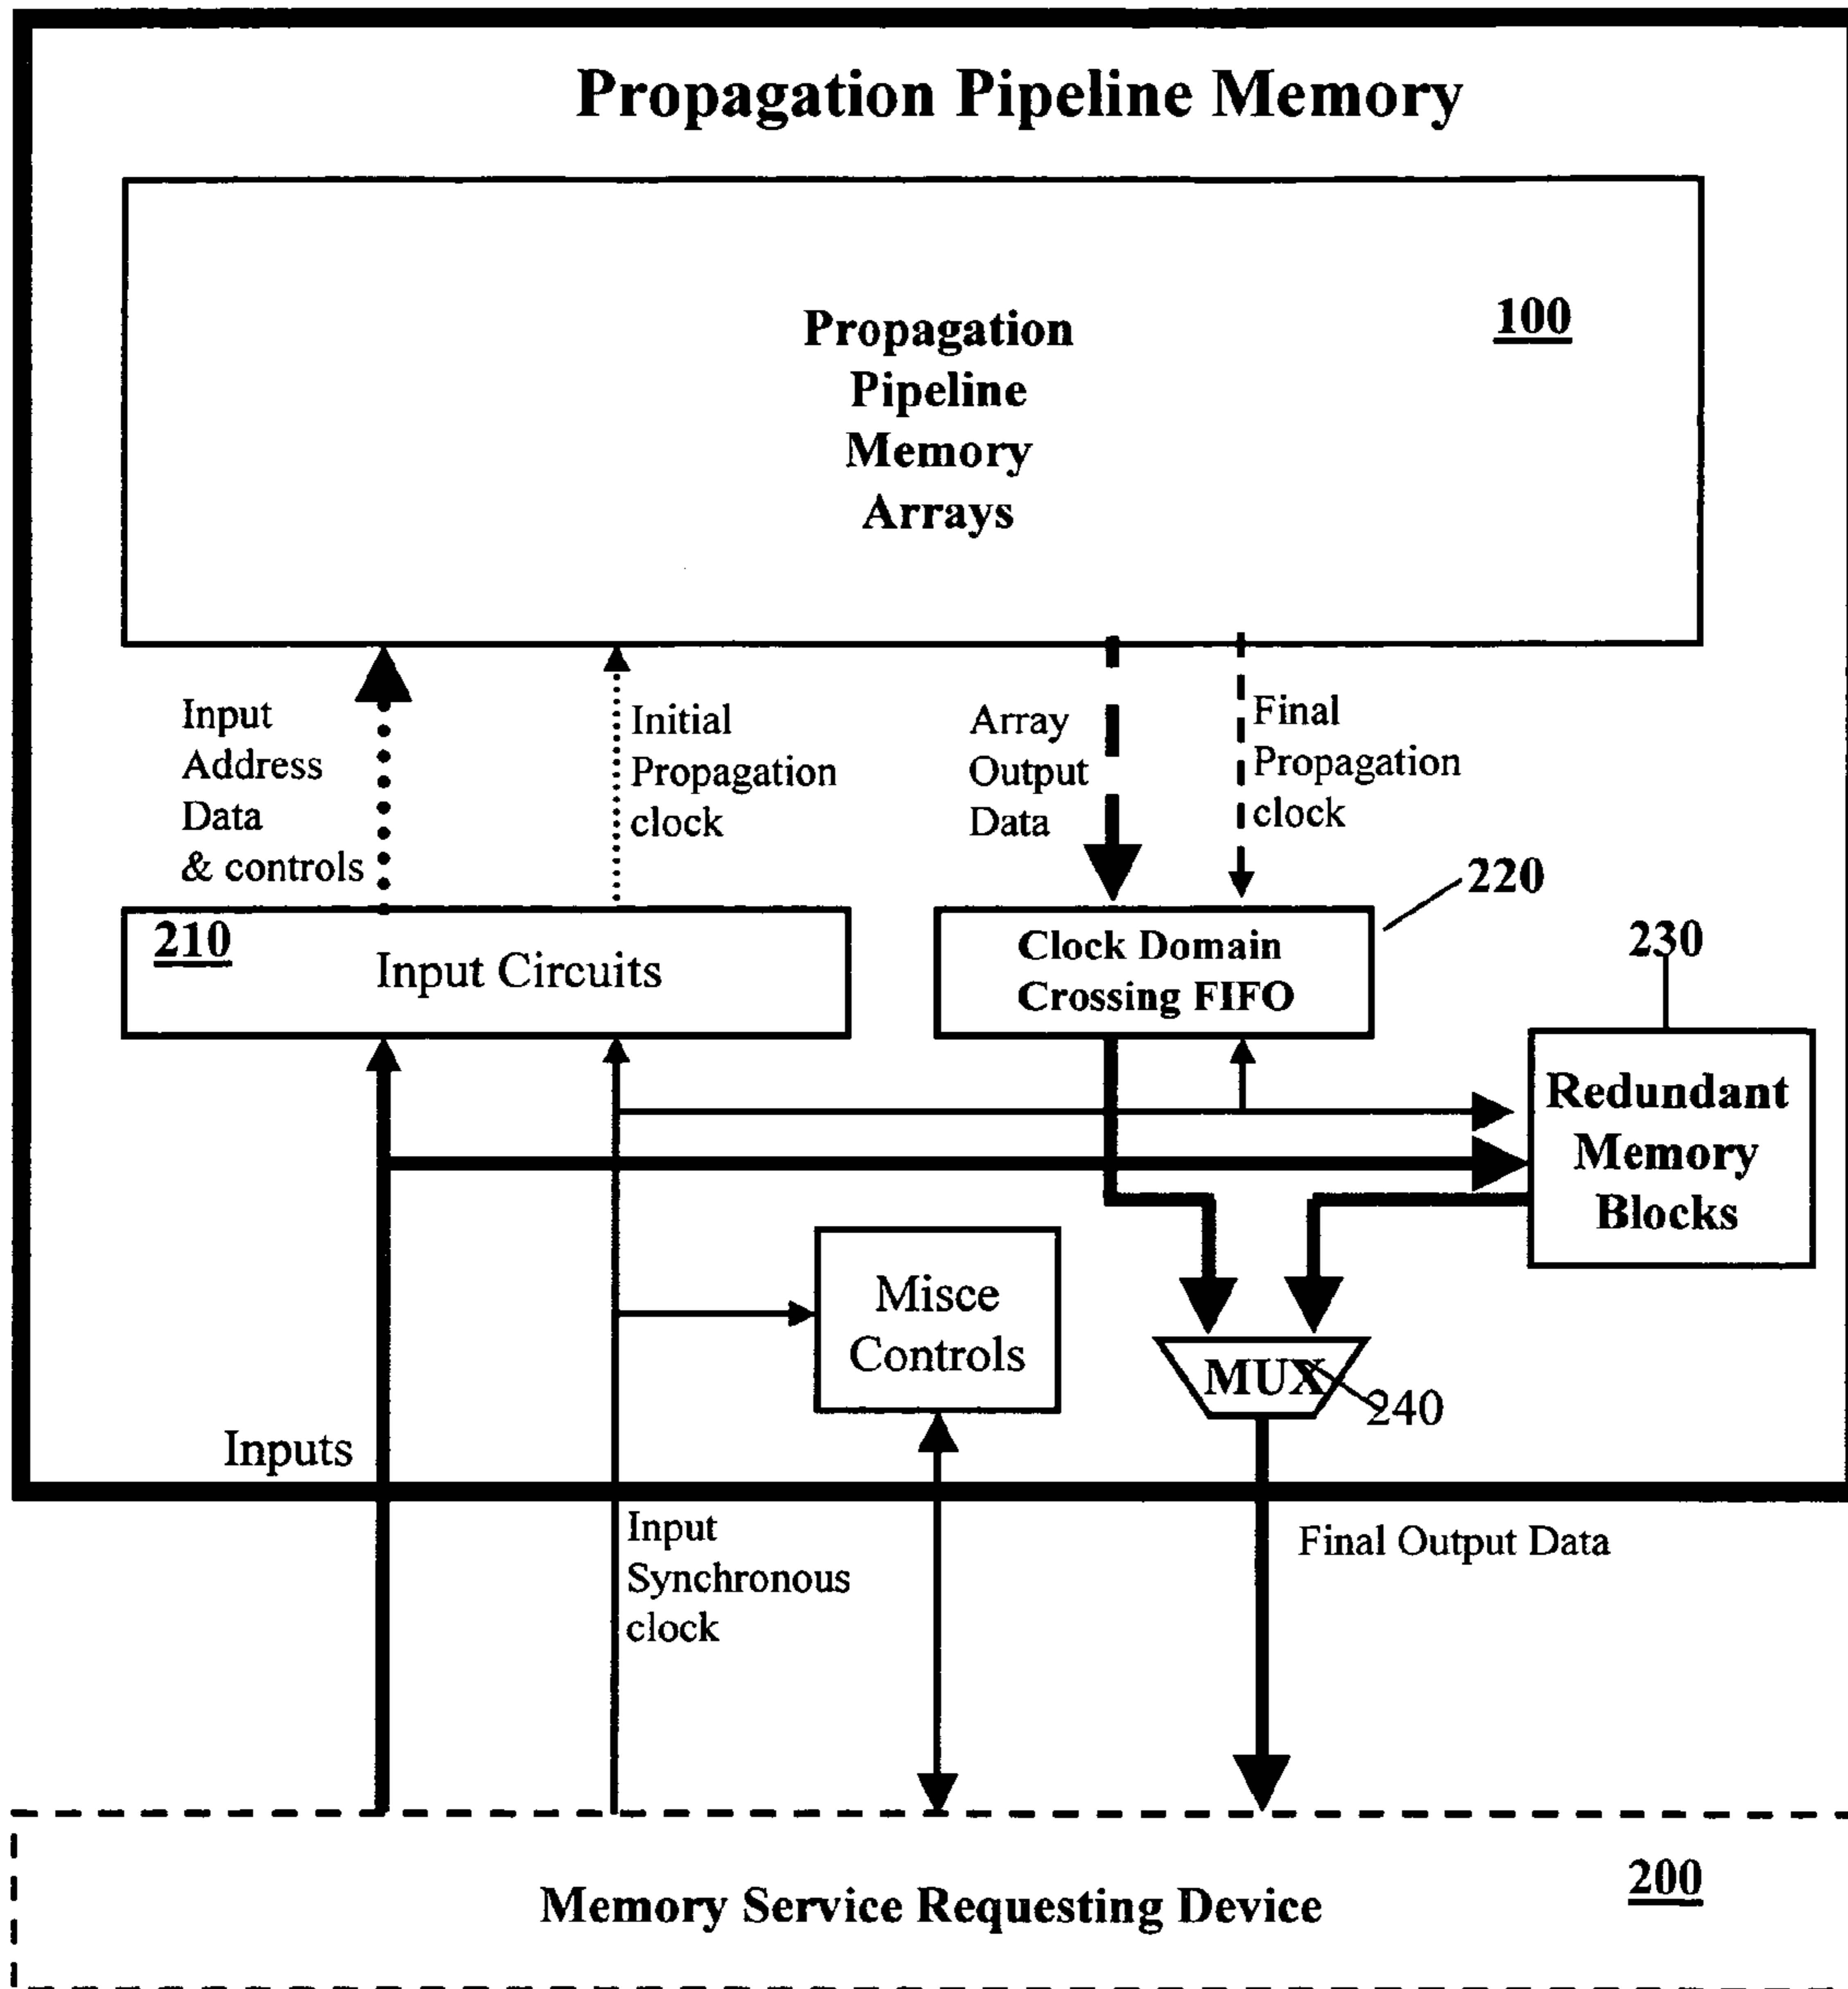 Propagation Pipeline Memory
Propagation
Pipeline
Memory
Arrays
100
Input
Address
Data
& controls
Initial
Propagation
clock
Array
Output
Data
Final
Propagation
clock
220
210
Input Circuits
Clock Domain
Crossing FIFO
230
Redundant
Memory
Blocks
Misce
Controls
MUX
240
Inputs
Input
Synchronous
clock
Final Output Data
Memory Service Requesting Device
200